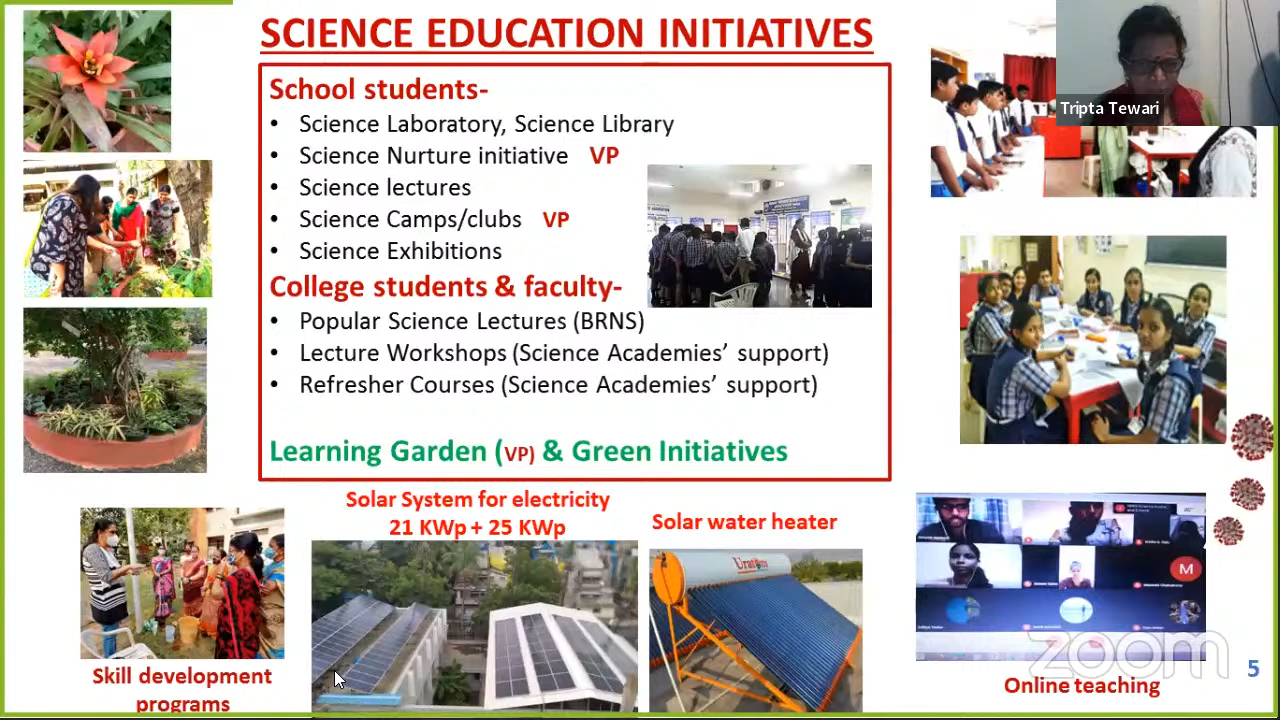 SCIENCE EDUCATION INITIATIVES
School students-
• Science Laboratory, Science Library
• Science Nurture initiative VP
• Science lectures
• Science Camps/clubs VP
• Science Exhibitions
College students & faculty-
• Popular Science Lectures (BRNS)
• Lecture Workshops (Science Academies' support)
• Refresher Courses (Science Academies' support)
Learning Garden (VP) & Green Initiatives
Tripta Tewari
Solar System for electricity
21 KWp + 25 KWp
Solar water heater
Skill development
programs
Online teaching
M
zoom
5